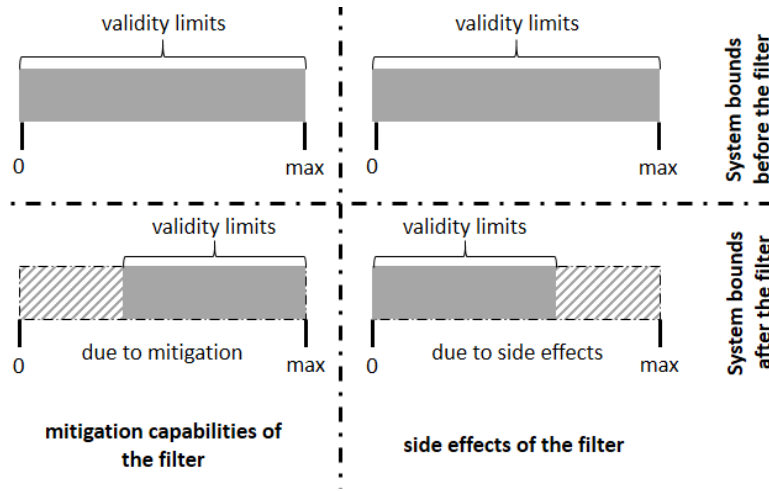 validity limits
validity limits
0
max
0
max
System bounds
before the filter
validity limits
validity limits
0
due to mitigation
max
0
due to side effects
max
System bounds
after the filter
mitigation capabilities of
the filter
side effects of the filter